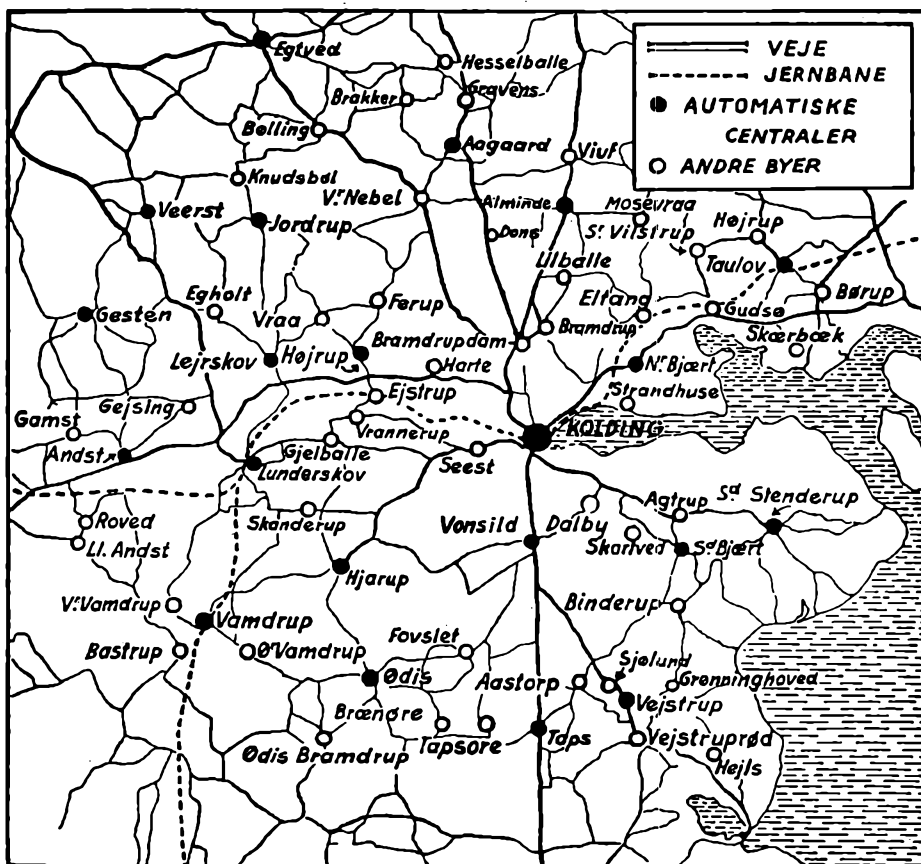 VEJE
JERNBANE
AUTOMATISKE
CENTRALER
ANDRE BYER
Egtved
Hesselballe
Brakker
Gravens
Bølling
Aagaard
Viuf
Knudsbøl
Vr. Nebel
Alminde
Mosevraa
Højrup
Veerst
Jordrup
Dons
Sr. Vilstrup
Taulov
Lilballe
Egholt
Ferup
Eltang
Gudsø
Børup
Gesten
Vraa
Bramdrupdam
Bramdrup
Skærbæk
Lejrskov
Højrup
Harte
Nr. Bjært
Ejstrup
Strandhuse
Gamst
Gejsing
Vrannerup
KOLDING
Andst
Gjelballe
Seest
Lunderskov
Skanderup
Agtrup
Sd Stenderup
Roved
Vonsild
Dalby
Skartved
Sd. Bjært
Ll. Andst
Hjarup
Vr. Vamdrup
Vamdrup
Binderup
Bastrup
Ør Vamdrup
Fovslet
Sjølund
Ødis
Aastorp
Grønninghoved
Vejstrup
Brænøre
Tapsore
Taps
Vejstruprød
Ødis Bramdrup
Hejls